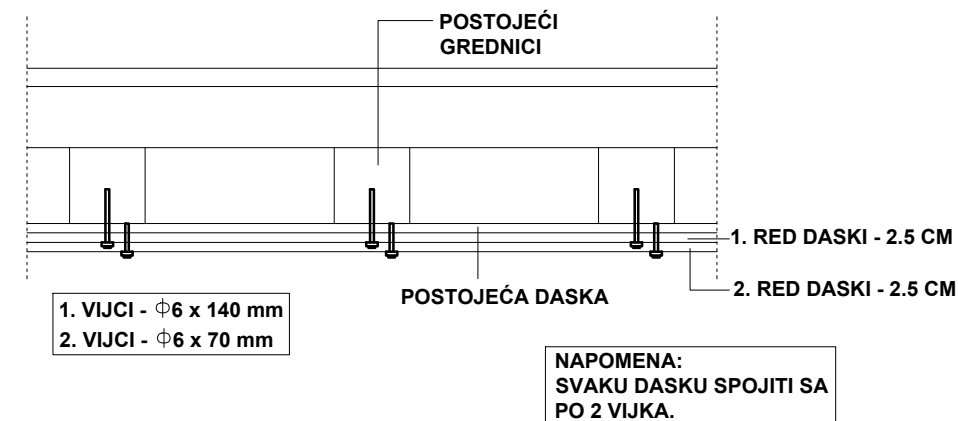 POSTOJEĆI
GREDNICI
1. RED DASKI - 2.5 CM
POSTOJEĆA DASKA
2. RED DASKI - 2.5 CM
1. VIJCI - ϕ6 x 140 mm
2. VIJCI - ϕ6 x 70 mm
NAPOMENA:
SVAKU DASKU SPOJITI SA
PO 2 VIJKA.